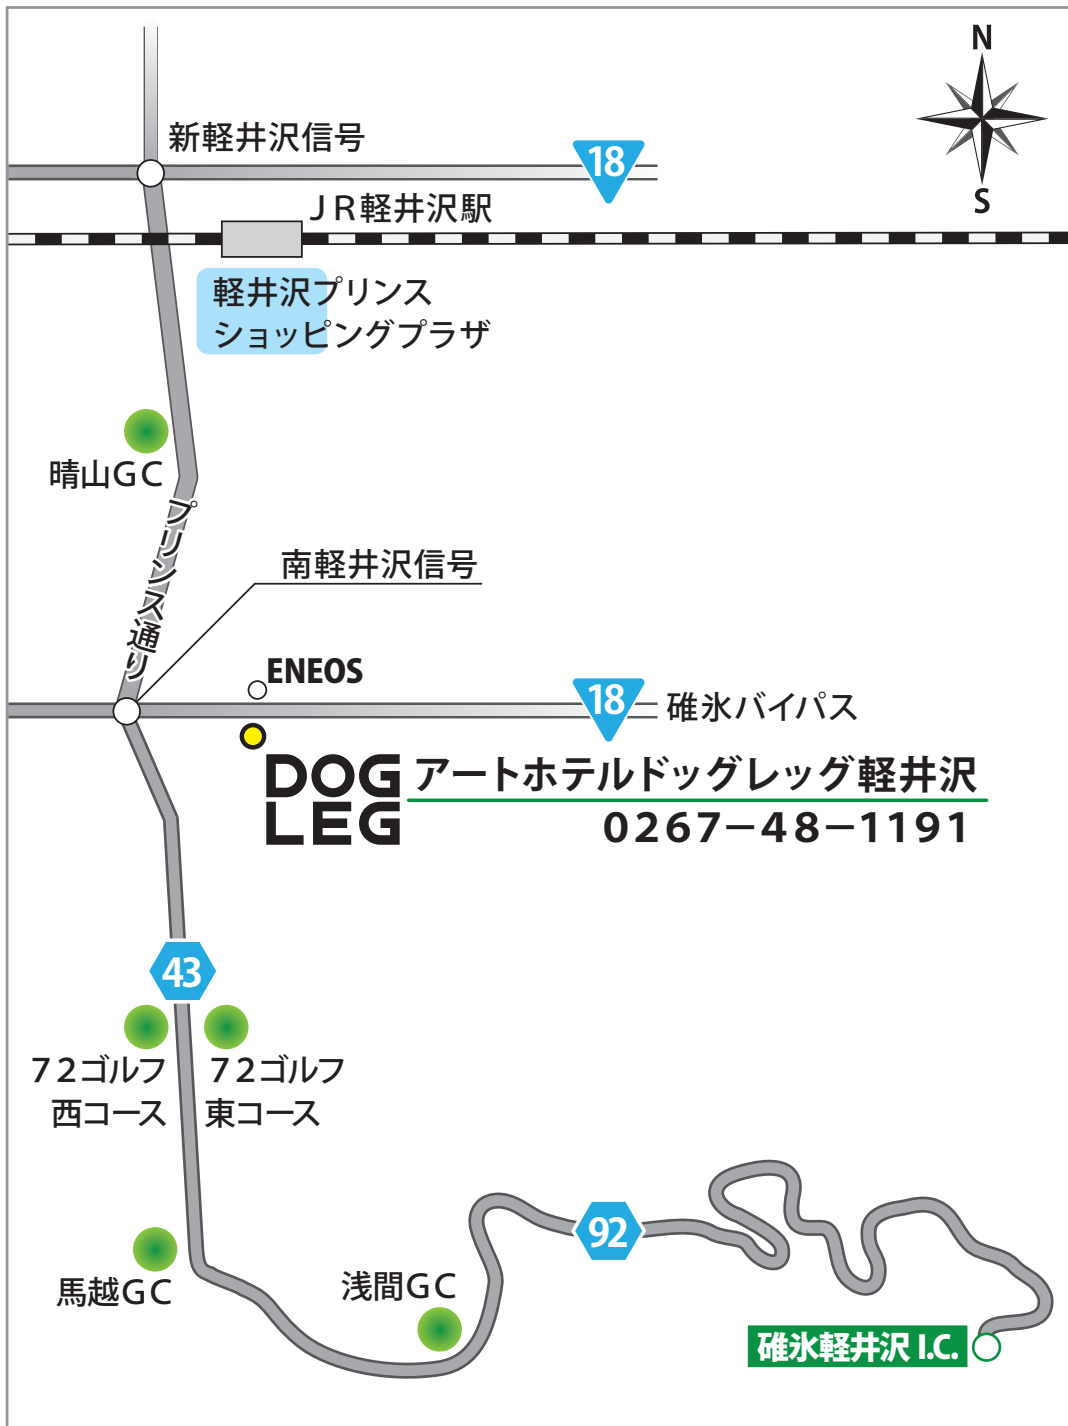 N
新軽井沢信号
18
S
JR軽井沢駅
軽井沢プリンス
ショッピングプラザ
晴山GC
プリンス通り
南軽井沢信号
ENEOS
18
碓氷バイパス
DOG
LEG
アートホテルドッグレッグ軽井沢
0267-48-1191
43
72ゴルフ
西コース
72ゴルフ
東コース
92
馬越GC
浅間GC
碓氷軽井沢 I.C.